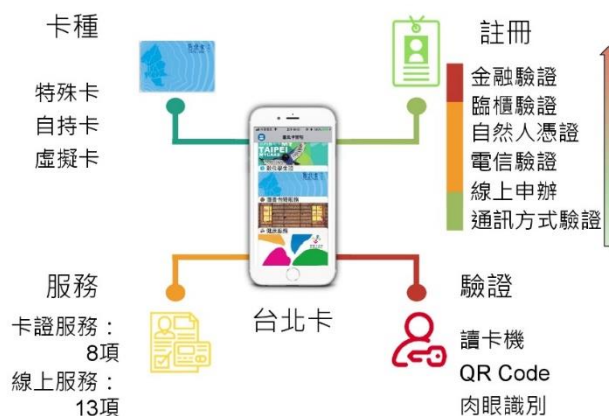 卡種
特殊卡
自持卡
虛擬卡
註冊
金融驗證
臨櫃驗證
自然人憑證
電信驗證
線上申辦
通訊方式驗證
TAIPEI
台北卡
服務
卡證服務：
8項
線上服務：
13項
驗證
讀卡機
QR Code
肉眼識別